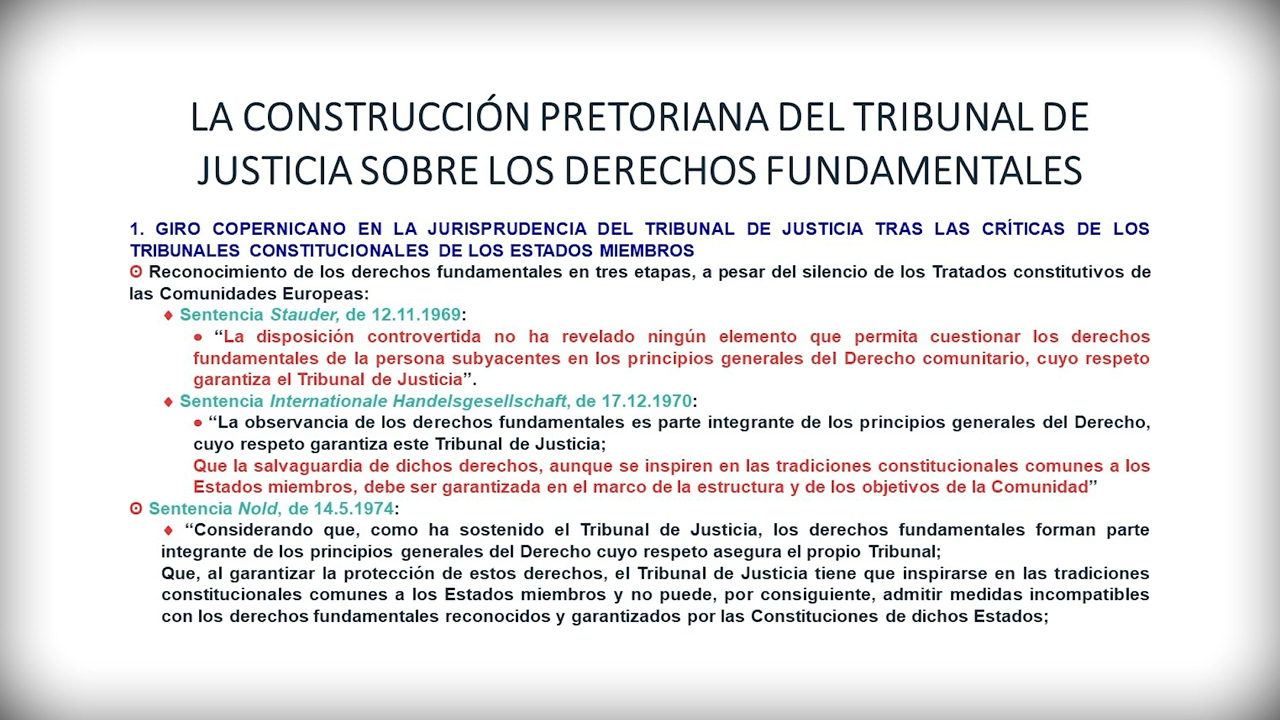 LA CONSTRUCCIÓN PRETORIANA DEL TRIBUNAL DE
JUSTICIA SOBRE LOS DERECHOS FUNDAMENTALES
1. GIRO COPERNICANO EN LA JURISPRUDENCIA DEL TRIBUNAL DE JUSTICIA TRAS LAS CRÍTICAS DE LOS
TRIBUNALES CONSTITUCIONALES DE LOS ESTADOS MIEMBROS
⊙ Reconocimiento de los derechos fundamentales en tres etapas, a pesar del silencio de los Tratados constitutivos de
las Comunidades Europeas:
♦ Sentencia Stauder, de 12.11.1969:
● “La disposición controvertida no ha revelado ningún elemento que permita cuestionar los derechos
fundamentales de la persona subyacentes en los principios generales del Derecho comunitario, cuyo respeto
garantiza el Tribunal de Justicia”.
♦ Sentencia Internationale Handelsgesellschaft, de 17.12.1970:
● “La observancia de los derechos fundamentales es parte integrante de los principios generales del Derecho,
cuyo respeto garantiza este Tribunal de Justicia;
Que la salvaguardia de dichos derechos, aunque se inspiren en las tradiciones constitucionales comunes a los
Estados miembros, debe ser garantizada en el marco de la estructura y de los objetivos de la Comunidad”
⊙ Sentencia Nold, de 14.5.1974:
♦ “Considerando que, como ha sostenido el Tribunal de Justicia, los derechos fundamentales forman parte
integrante de los principios generales del Derecho cuyo respeto asegura el propio Tribunal;
Que, al garantizar la protección de estos derechos, el Tribunal de Justicia tiene que inspirarse en las tradiciones
constitucionales comunes a los Estados miembros y no puede, por consiguiente, admitir medidas incompatibles
con los derechos fundamentales reconocidos y garantizados por las Constituciones de dichos Estados;